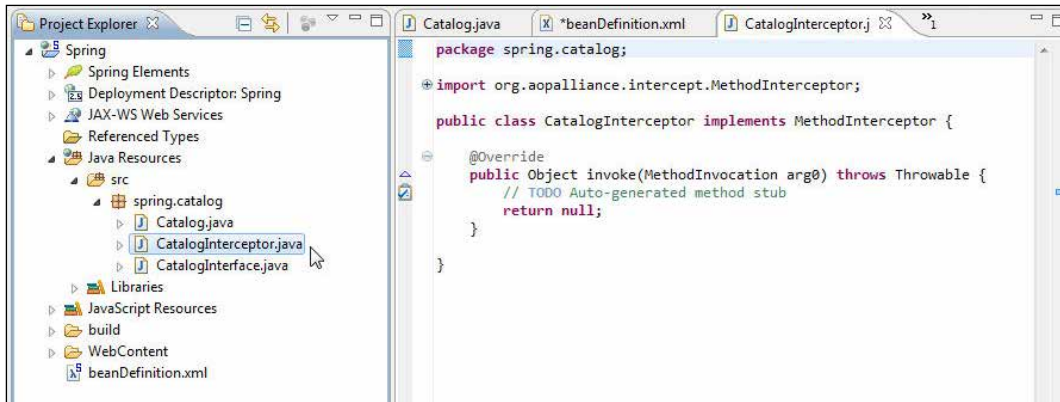 Project Explorer
Spring
Spring Elements
Deployment Descriptor: Spring
JAX-WS Web Services
Referenced Types
Java Resources
src
spring.catalog
Catalog.java
CatalogInterceptor.java
CatalogInterface.java
Libraries
JavaScript Resources
build
WebContent
beanDefinition.xml
Catalog.java
*beanDefinition.xml
CatalogInterceptor.j
»1
package spring.catalog;
import org.aopalliance.intercept.MethodInterceptor;
public class CatalogInterceptor implements MethodInterceptor {
@Override
public Object invoke(MethodInvocation arg0) throws Throwable {
// TODO Auto-generated method stub
return null;
}
}